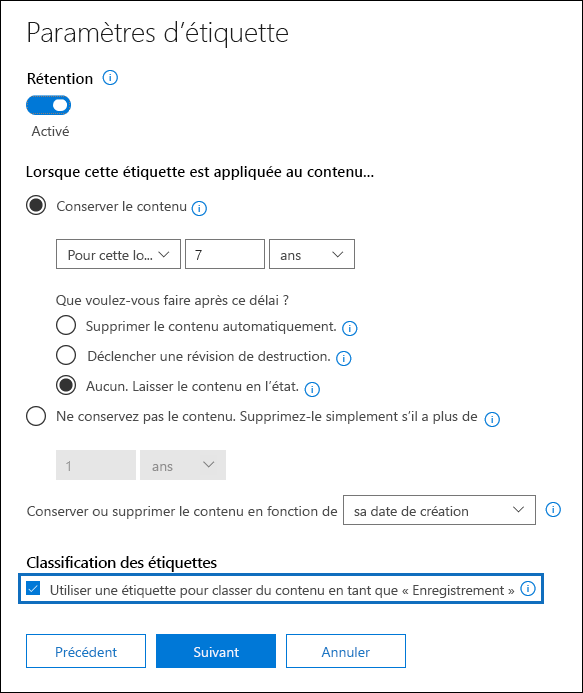 Paramètres d’étiquette
Rétention
Activé
Lorsque cette étiquette est appliquée au contenu...
Conserver le contenu
Pour cette lo... 7 ans
Que voulez-vous faire après ce délai ?
Supprimer le contenu automatiquement.
Déclencher une révision de destruction.
Aucun. Laisser le contenu en l’état.
Ne conservez pas le contenu. Supprimez-le simplement s’il a plus de
1 ans
Conserver ou supprimer le contenu en fonction de sa date de création
Classification des étiquettes
Utiliser une étiquette pour classer du contenu en tant que « Enregistrement »
Précédent Suivant Annuler